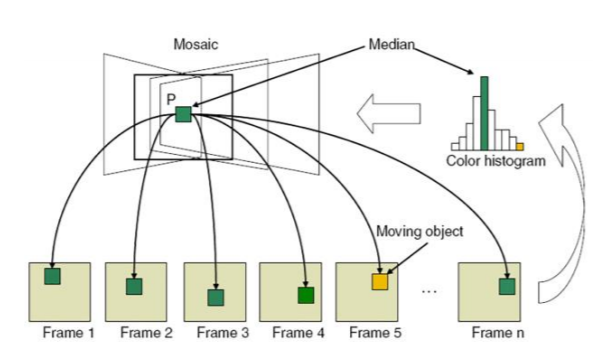 Mosaic
Median
P
Color histogram
Moving object
...
Frame 1
Frame 2
Frame 3
Frame 4
Frame 5
Frame n